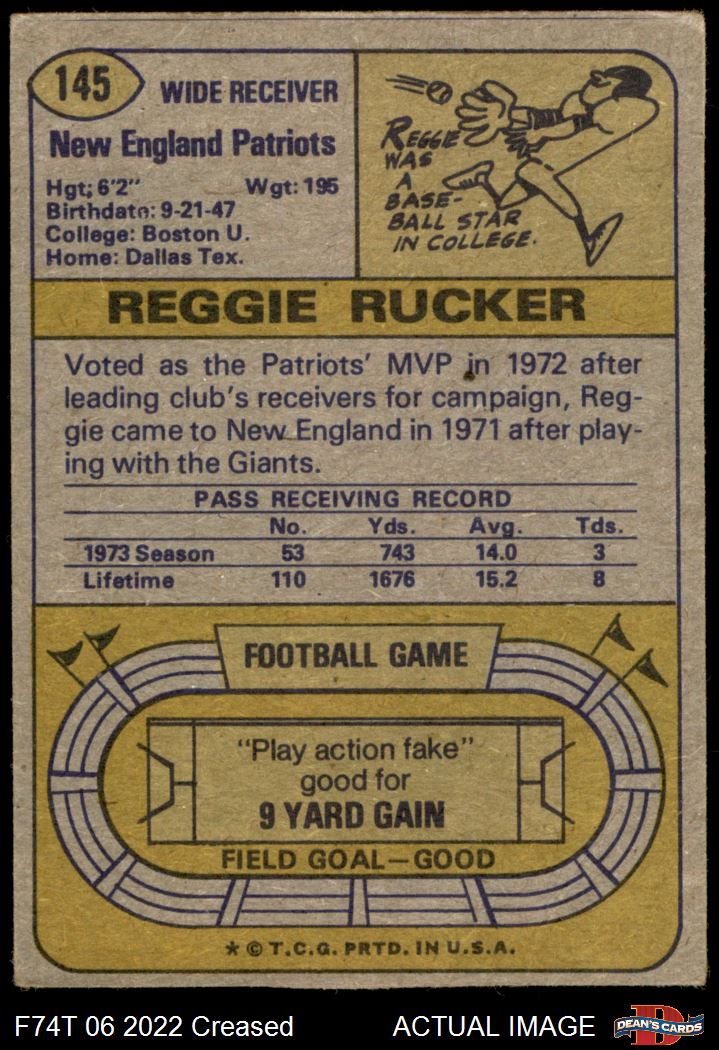 145
WIDE RECEIVER
New England Patriots
Hgt; 6'2" Wgt: 195
Birthdate: 9-21-47
College: Boston U.
Home: Dallas Tex.
REGGIE
WAS
A
BASE-
BALL STAR
IN COLLEGE.
REGGIE RUCKER
Voted as the Patriots' MVP in 1972 after
leading club's receivers for campaign, Reg-
gie came to New England in 1971 after play-
ing with the Giants.
PASS RECEIVING RECORD
No. Yds. Avg. Tds.
1973 Season 53 743 14.0 3
Lifetime 110 1676 15.2 8
FOOTBALL GAME
"Play action fake"
good for
9 YARD GAIN
FIELD GOAL—GOOD
* © T.C.G. PRTD. IN U.S.A.
F74T 06 2022 Creased ACTUAL IMAGE
D
DEAN'S CARDS